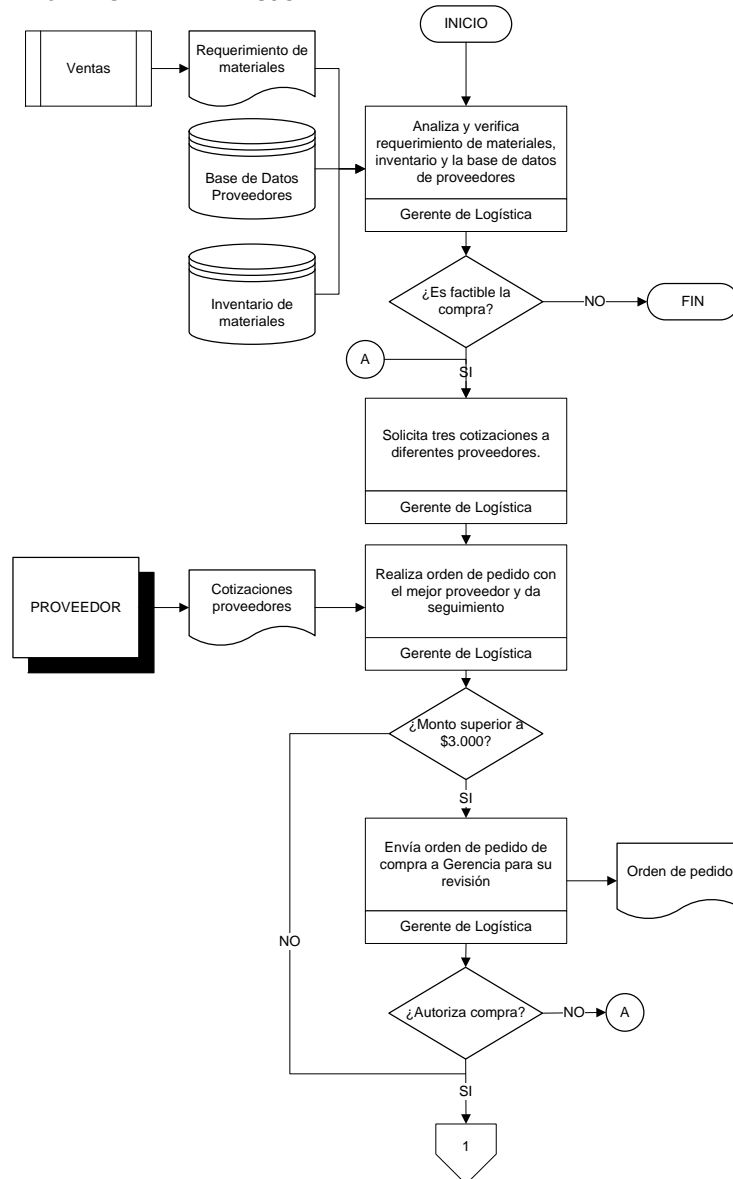 INICIO
Ventas
Requerimiento de
materiales
Analiza y verifica
requerimiento de materiales,
inventario y la base de datos
de proveedores
Gerente de Logística
Base de Datos
Proveedores
Inventario de
materiales
¿Es factible la
compra?
NO
FIN
A
SI
Solicita tres cotizaciones a
diferentes proveedores.
Gerente de Logística
PROVEEDOR
Cotizaciones
proveedores
Realiza orden de pedido con
el mejor proveedor y da
seguimiento
Gerente de Logística
¿Monto superior a
$3.000?
SI
Envía orden de pedido de
compra a Gerencia para su
revisión
Gerente de Logística
Orden de pedido
NO
¿Autoriza compra?
NO
A
SI
1